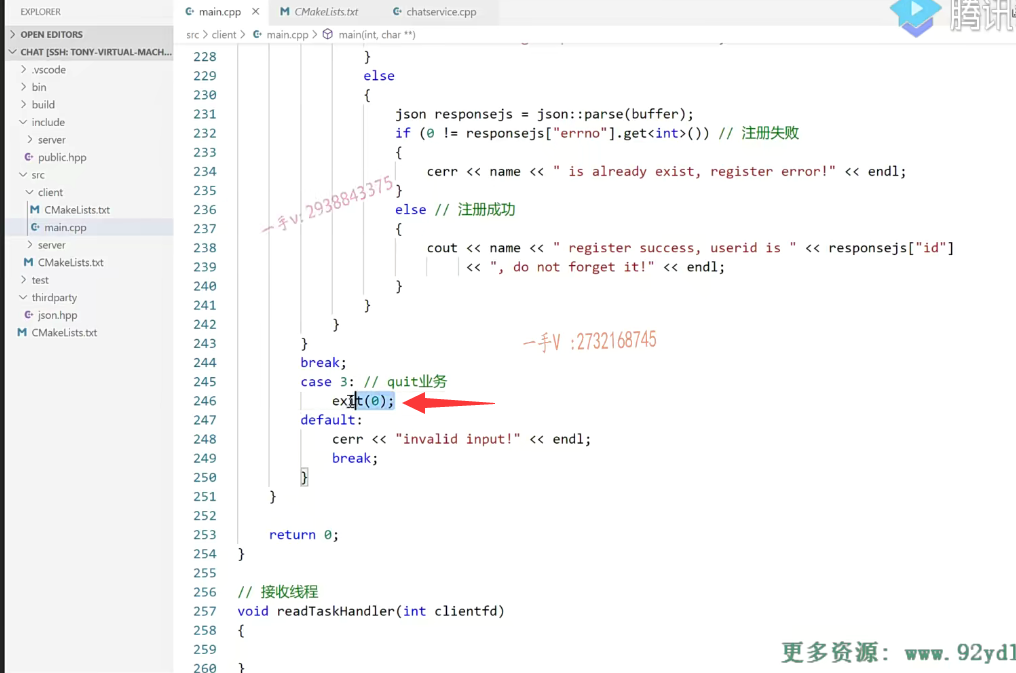 EXPLORER
main.cpp × CMakeLists.txt chatservice.cpp
腾讯
OPEN EDITORS
src > client > main.cpp > main(int, char **)
CHAT [SSH: TONY-VIRTUAL-MACH...
.vscode
bin
build
include
server
public.hpp
src
client
CMakeLists.txt
main.cpp
server
CMakeLists.txt
test
thirdparty
json.hpp
CMakeLists.txt
228 }
229 else
230 {
231 json responsejs = json::parse(buffer);
232 if (0 != responsejs["errno"].get<int>()) // 注册失败
233 {
234 cerr << name << " is already exist, register error!" << endl;
235 }
236 else // 注册成功
237 {
238 cout << name << " register success, userid is " << responsejs["id"]
239 << ", do not forget it!" << endl;
240 }
241 }
242 }
243 }
244 break;
245 case 3: // quit业务
246 exit(0);
247 default:
248 cerr << "invalid input!" << endl;
249 break;
250 }
251 }
252
253 return 0;
254 }
255
256 // 接收线程
257 void readTaskHandler(int clientfd)
258 {
259
260 }
一手v: 2938843375
一手V :2732168745
更多资源: www.92yd1